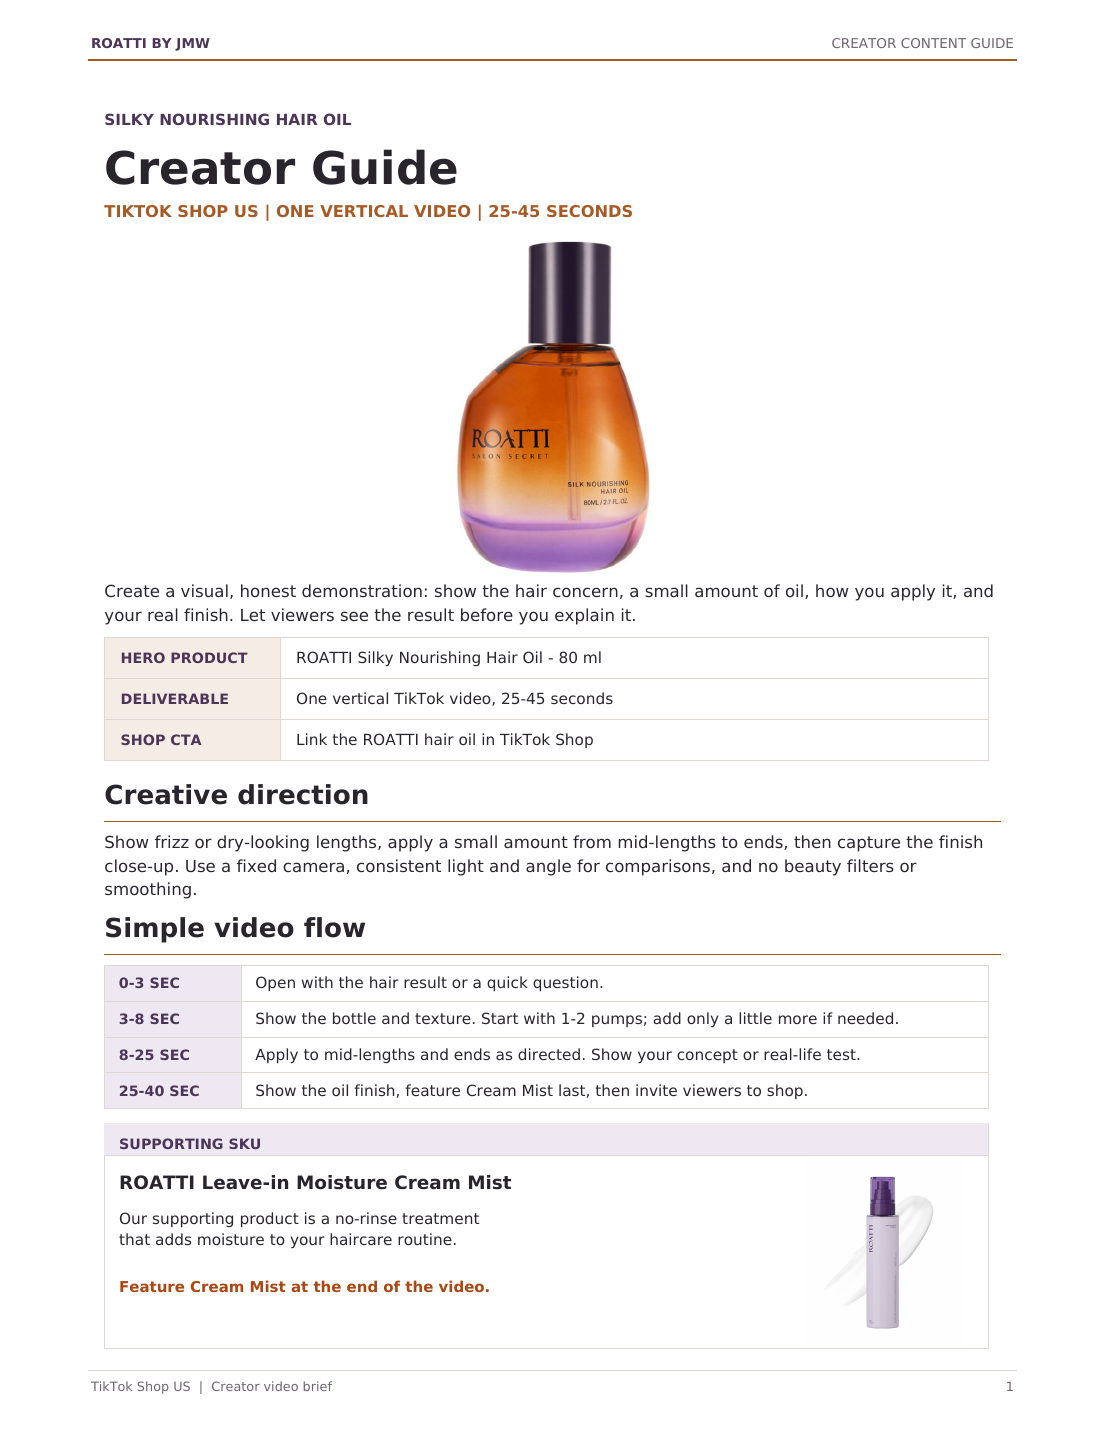 ROATTI BY JMW
CREATOR CONTENT GUIDE
SILKY NOURISHING HAIR OIL
Creator Guide
TIKTOK SHOP US | ONE VERTICAL VIDEO | 25-45 SECONDS
ROATTI
SALON SECRET
SILK NOURISHING
HAIR OIL
80ML / 2.7 FL.OZ.
Create a visual, honest demonstration: show the hair concern, a small amount of oil, how you apply it, and
your real finish. Let viewers see the result before you explain it.
HERO PRODUCT ROATTI Silky Nourishing Hair Oil - 80 ml
DELIVERABLE One vertical TikTok video, 25-45 seconds
SHOP CTA Link the ROATTI hair oil in TikTok Shop
Creative direction
Show frizz or dry-looking lengths, apply a small amount from mid-lengths to ends, then capture the finish
close-up. Use a fixed camera, consistent light and angle for comparisons, and no beauty filters or
smoothing.
Simple video flow
0-3 SEC Open with the hair result or a quick question.
3-8 SEC Show the bottle and texture. Start with 1-2 pumps; add only a little more if needed.
8-25 SEC Apply to mid-lengths and ends as directed. Show your concept or real-life test.
25-40 SEC Show the oil finish, feature Cream Mist last, then invite viewers to shop.
SUPPORTING SKU
ROATTI Leave-in Moisture Cream Mist
Our supporting product is a no-rinse treatment
that adds moisture to your haircare routine.
Feature Cream Mist at the end of the video.
ROATTI
TikTok Shop US | Creator video brief
1